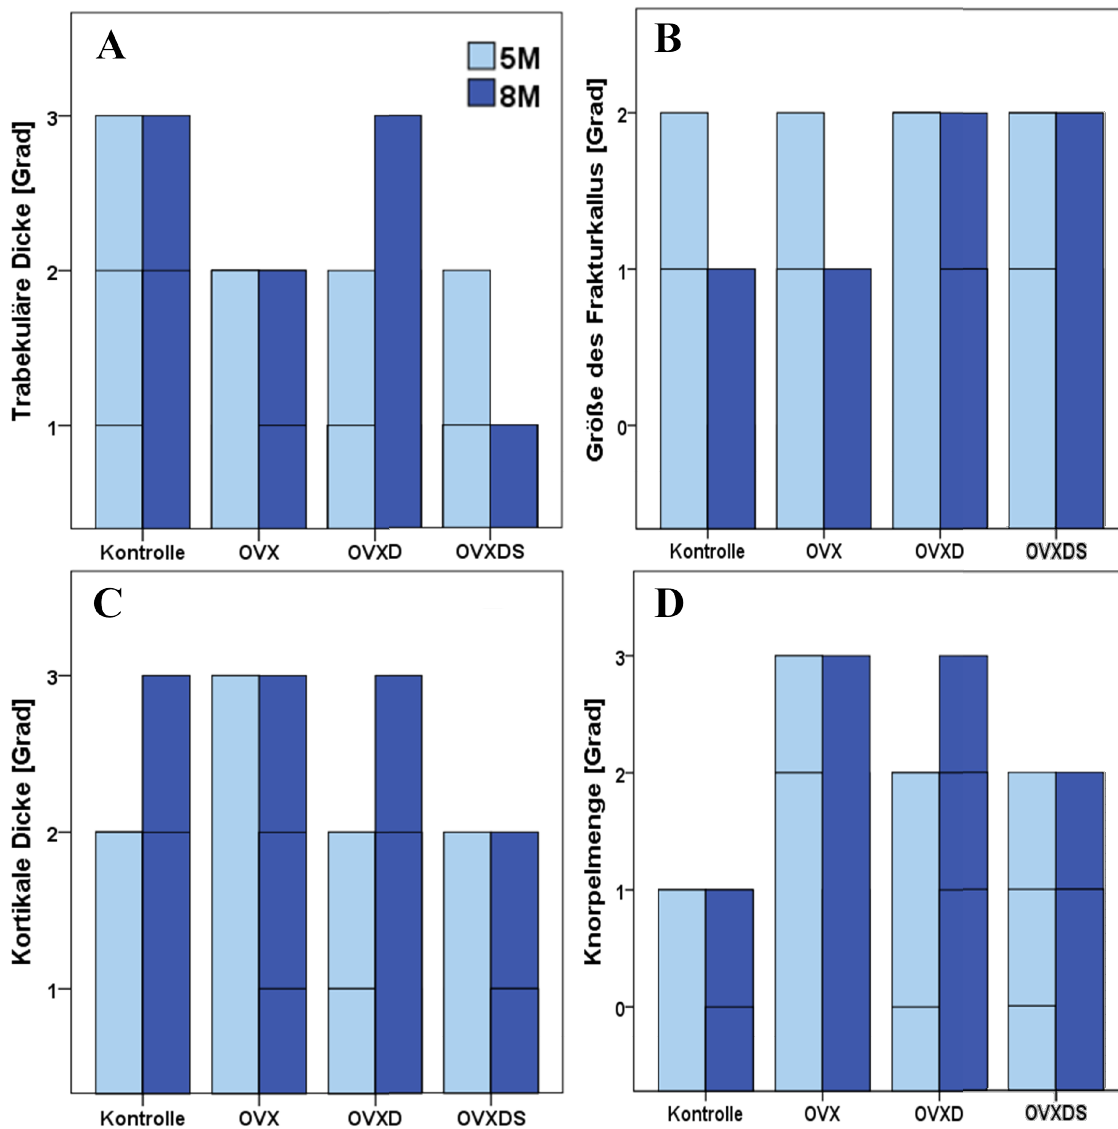 A
5M
8M
Trabekuläre Dicke [Grad]
3
2
1
Kontrolle OVX OVXD OVXDS
B
Größe des Frakturkallus [Grad]
2
1
0
Kontrolle OVX OVXD OVXDS
C
Kortikale Dicke [Grad]
3
2
1
Kontrolle OVX OVXD OVXDS
D
Knorpelmenge [Grad]
3
2
1
0
Kontrolle OVX OVXD OVXDS